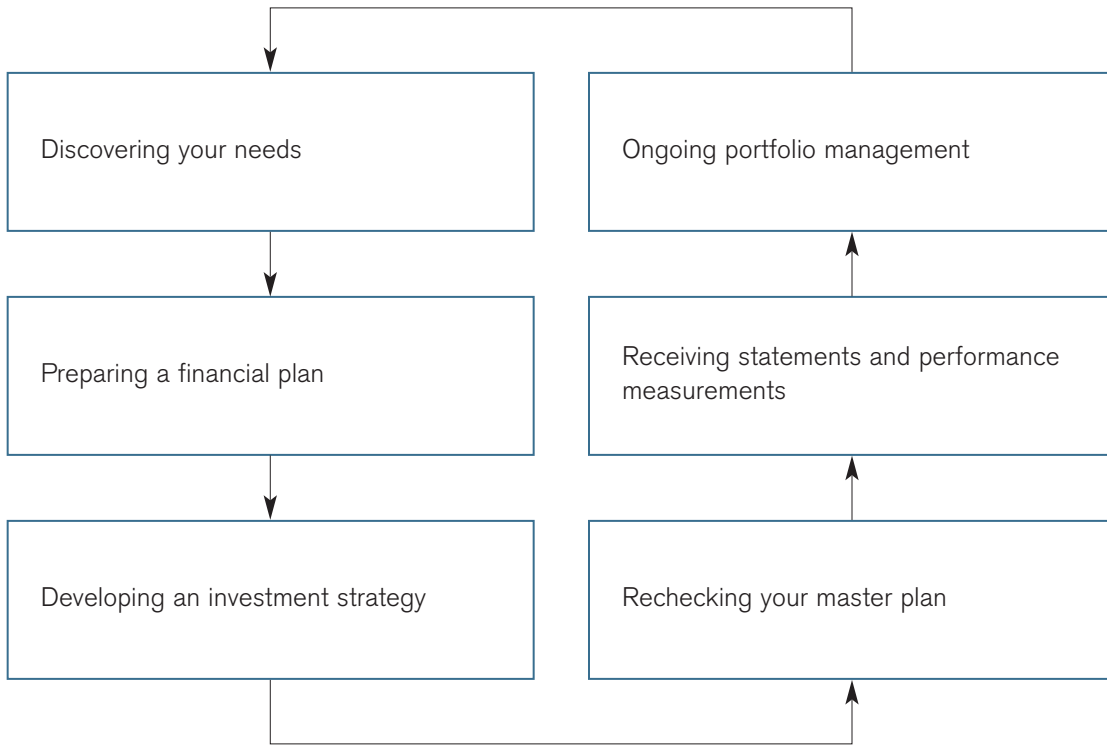 Discovering your needs
Preparing a financial plan
Developing an investment strategy
Rechecking your master plan
Receiving statements and performance
measurements
Ongoing portfolio management